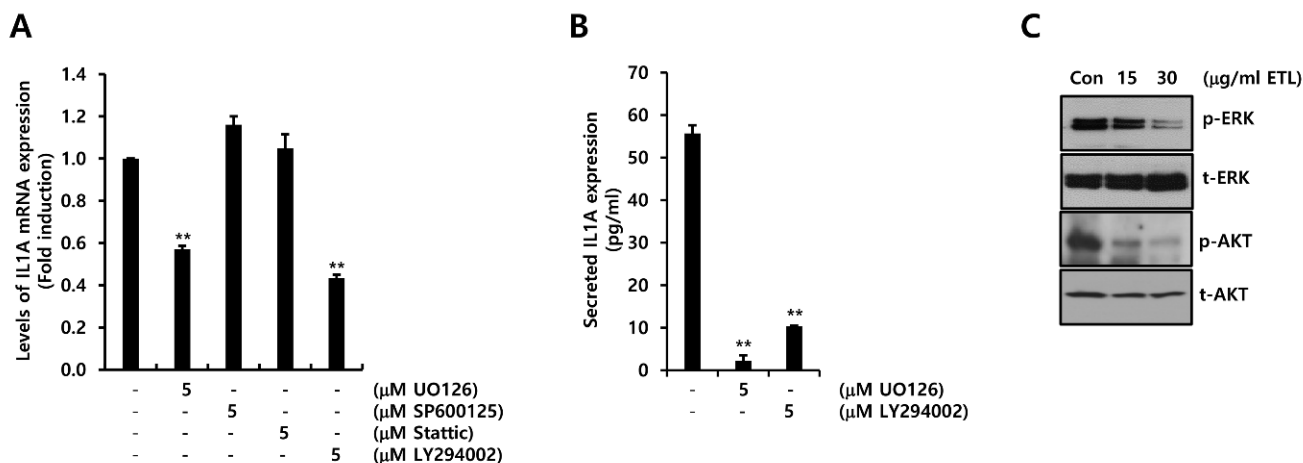 A
Levels of IL1A mRNA expression
(Fold induction)
1.4
1.2
1.0
0.8
0.6
0.4
0.2
0.0
**
**
- 5 - - - (μM UO126)
- - 5 - - (μM SP600125)
- - - 5 - (μM Stattic)
- - - - 5 (μM LY294002)
B
Secreted IL1A expression
(pg/ml)
70
60
50
40
30
20
10
0
**
**
- 5 - (μM UO126)
- - 5 (μM LY294002)
C
Con 15 30 (μg/ml ETL)
p-ERK
t-ERK
p-AKT
t-AKT